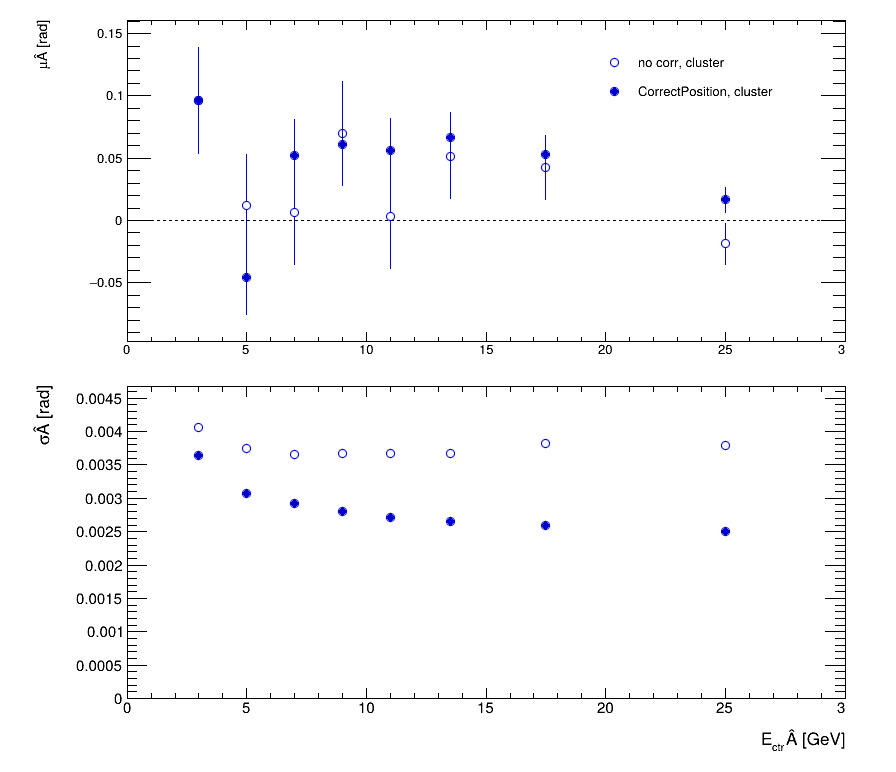 μÂ [rad]
0.15
0.1
0.05
0
−0.05
no corr, cluster
CorrectPosition, cluster
0 5 10 15 20 25 3
σÂ [rad]
0.0045
0.004
0.0035
0.003
0.0025
0.002
0.0015
0.001
0.0005
0
0 5 10 15 20 25 3
E_ctr Â [GeV]